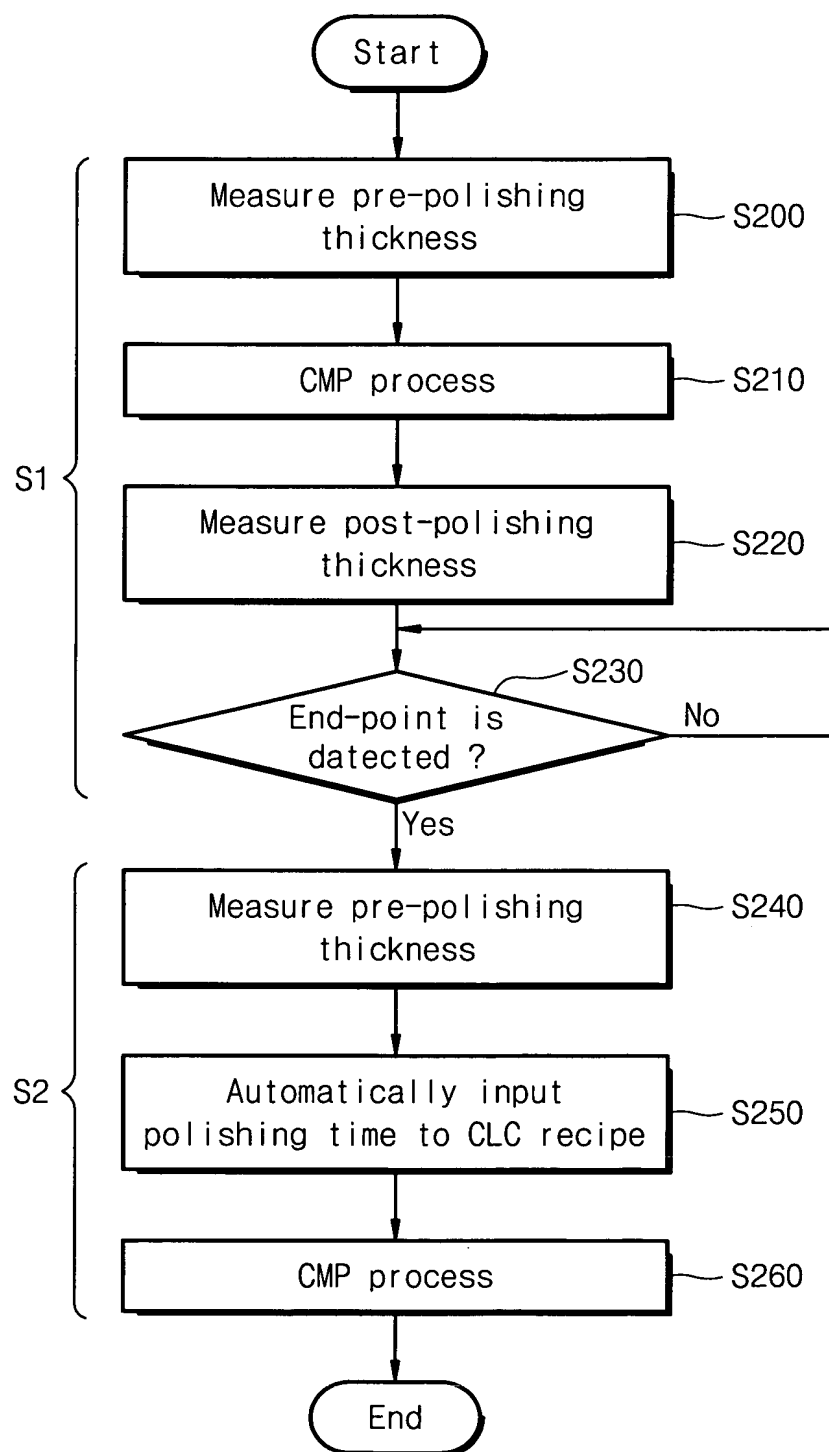 Start
Measure pre-polishing
thickness
S200
CMP process
S210
S1
Measure post-polishing
thickness
S220
S230
End-point is
datected ?
No
Yes
Measure pre-polishing
thickness
S240
S2
Automatically input
polishing time to CLC recipe
S250
CMP process
S260
End